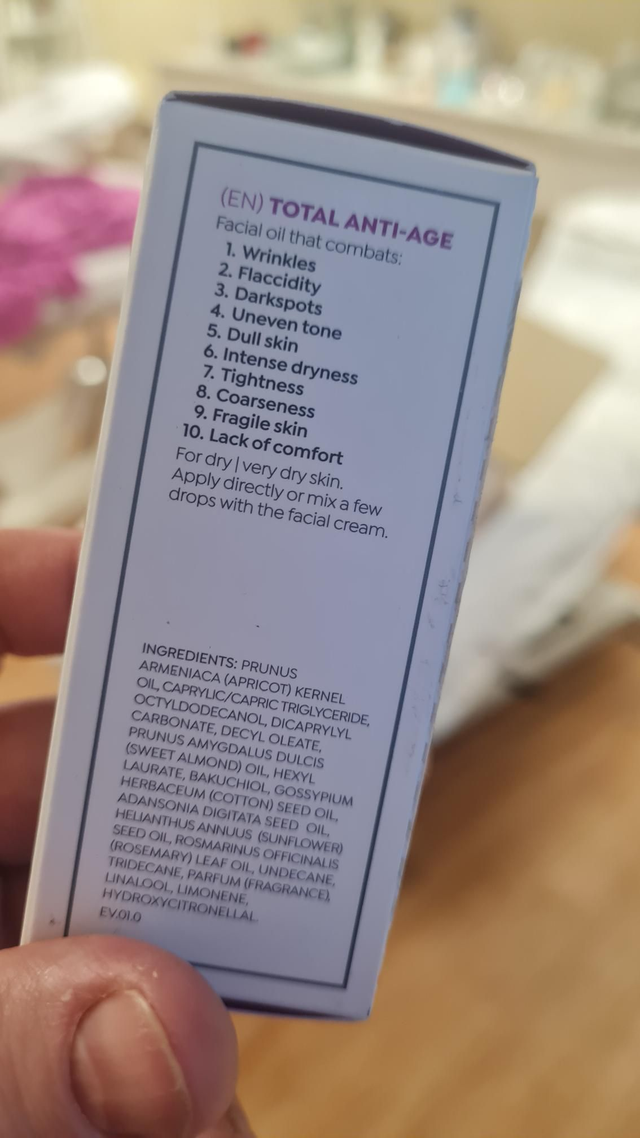 (EN) TOTAL ANTI-AGE
Facial oil that combats:
1. Wrinkles
2. Flaccidity
3. Darkspots
4. Uneven tone
5. Dull skin
6. Intense dryness
7. Tightness
8. Coarseness
9. Fragile skin
10. Lack of comfort
For dry | very dry skin.
Apply directly or mix a few
drops with the facial cream.
INGREDIENTS: PRUNUS
ARMENIACA (APRICOT) KERNEL
OIL, CAPRYLIC/CAPRIC TRIGLYCERIDE,
OCTYLDODECANOL, DICAPRYLYL
CARBONATE, DECYL OLEATE,
PRUNUS AMYGDALUS DULCIS
(SWEET ALMOND) OIL, HEXYL
LAURATE, BAKUCHIOL, GOSSYPIUM
HERBACEUM (COTTON) SEED OIL,
ADANSONIA DIGITATA SEED OIL,
HELIANTHUS ANNUUS (SUNFLOWER)
SEED OIL, ROSMARINUS OFFICINALIS
(ROSEMARY) LEAF OIL, UNDECANE,
TRIDECANE, PARFUM (FRAGRANCE),
LINALOOL, LIMONENE,
HYDROXYCITRONELLAL.
EV.01.0